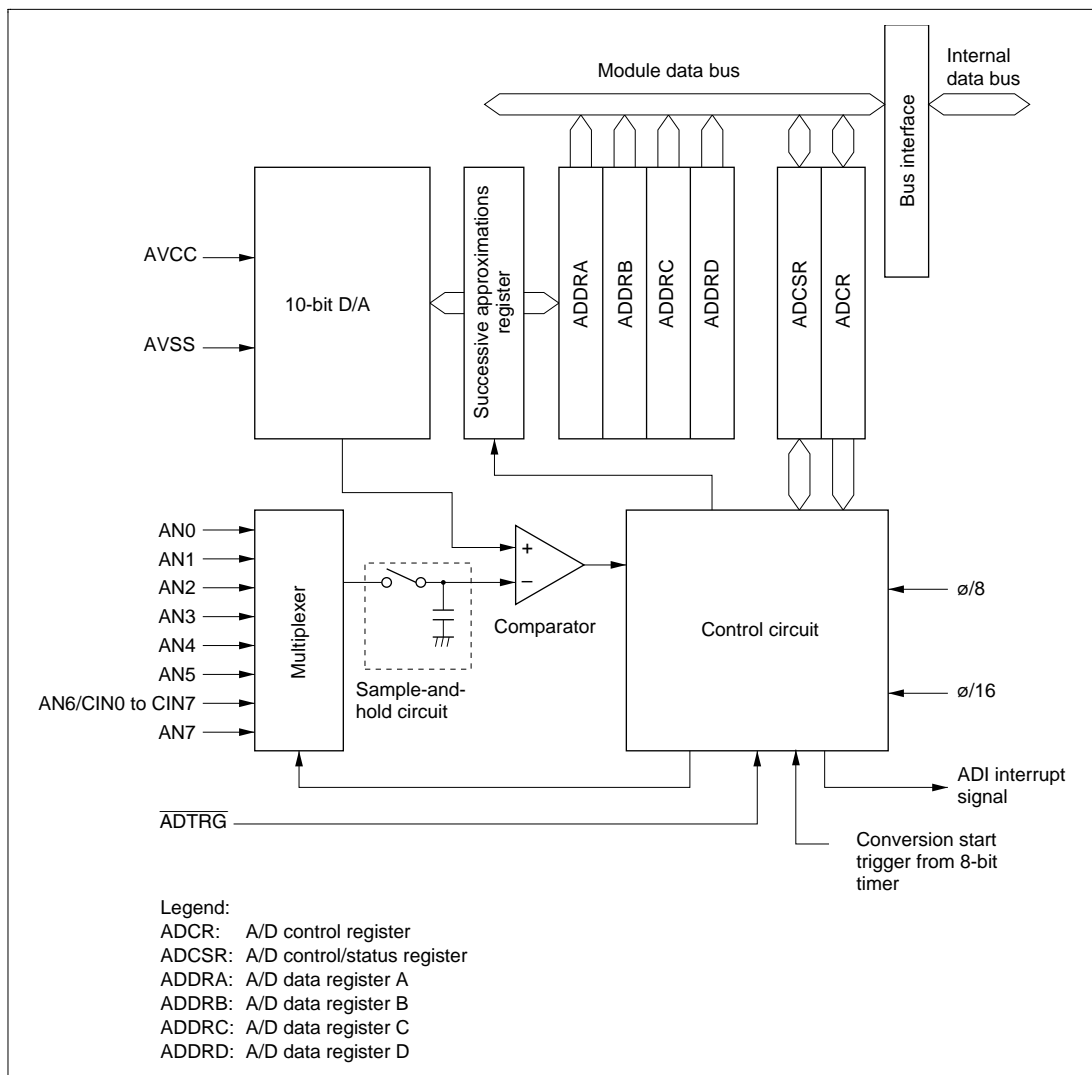 Module data bus
Internal
data bus
Bus interface
AVCC
AVSS
10-bit D/A
Successive approximations
register
ADDRA
ADDRB
ADDRC
ADDRD
ADCSR
ADCR
AN0
AN1
AN2
AN3
AN4
AN5
AN6/CIN0 to CIN7
AN7
Multiplexer
+
−
Comparator
Sample-and-
hold circuit
Control circuit
ø/8
ø/16
ADI interrupt
signal
ADTRG
Conversion start
trigger from 8-bit
timer
Legend:
ADCR: A/D control register
ADCSR: A/D control/status register
ADDRA: A/D data register A
ADDRB: A/D data register B
ADDRC: A/D data register C
ADDRD: A/D data register D